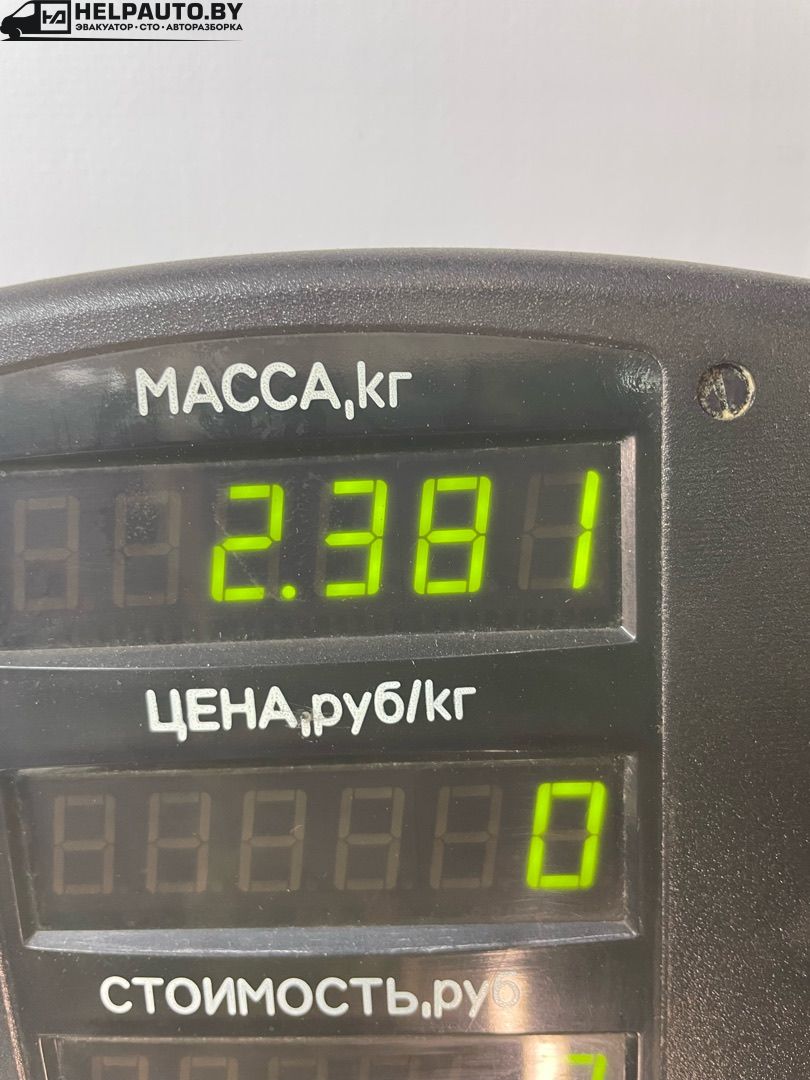 HELPAUTO.BY
ЭВАКУАТОР • СТО • АВТОРАЗБОРКА
МАССА,кг
2.381
ЦЕНА,руб/кг
0
СТОИМОСТЬ,руб